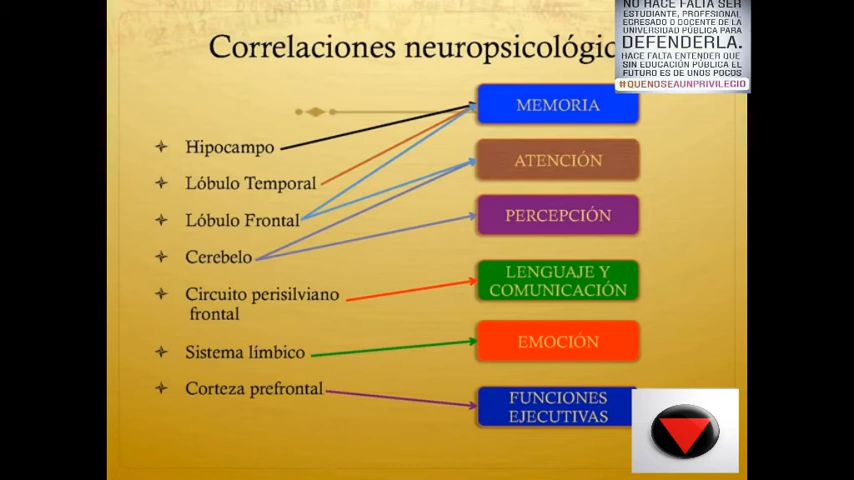 NO HACE FALTA SER
ESTUDIANTE, PROFESIONAL
EGRESADO O DOCENTE DE LA
UNIVERSIDAD PÚBLICA PARA
DEFENDERLA.
HACE FALTA ENTENDER QUE
SIN EDUCACIÓN PÚBLICA EL
FUTURO ES DE UNOS POCOS
#QUENOSEAUNPRIVILEGIO
Correlaciones neuropsicológic
MEMORIA
Hipocampo
ATENCIÓN
Lóbulo Temporal
Lóbulo Frontal
PERCEPCIÓN
Cerebelo
LENGUAJE Y
COMUNICACIÓN
Circuito perisilviano
frontal
EMOCIÓN
Sistema límbico
Corteza prefrontal
FUNCIONES
EJECUTIVAS